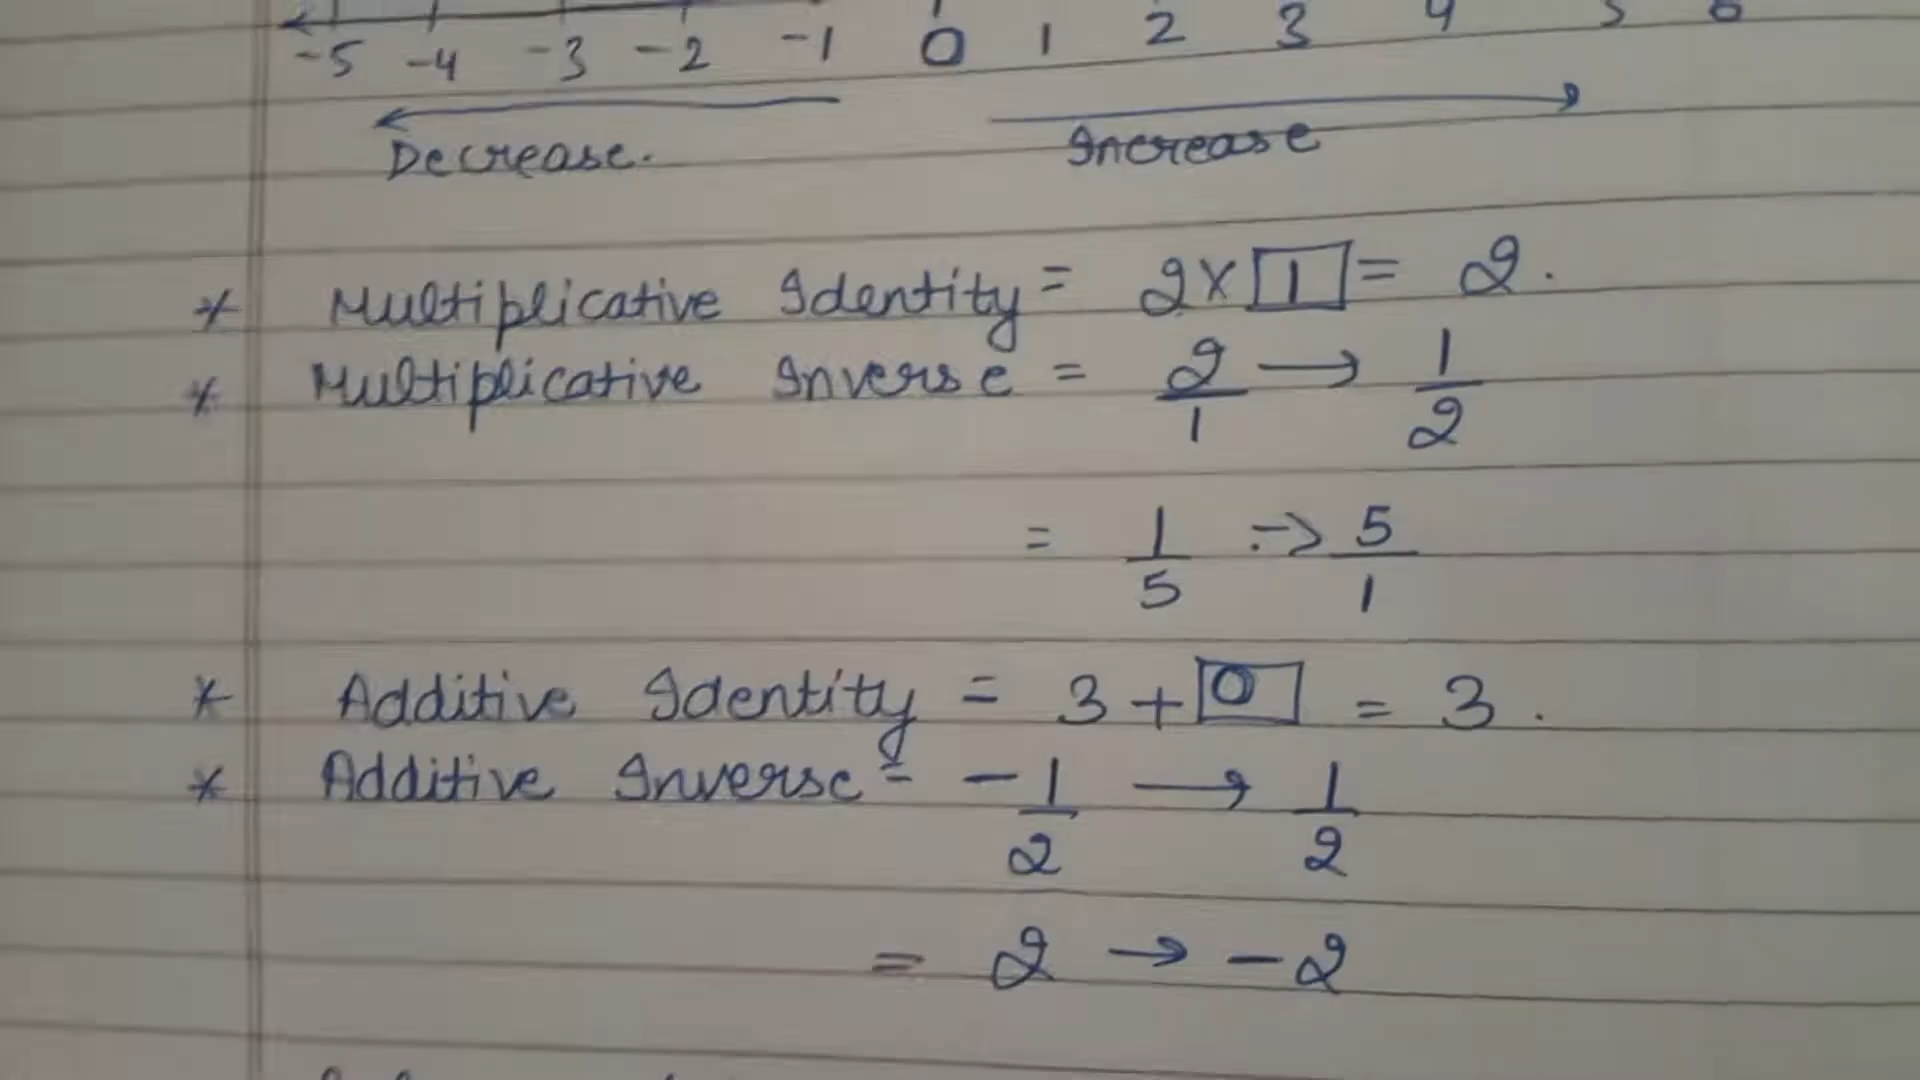 -5 -4 -3 -2 -1 0 1 2 3 4 5 6
Decrease. Increase
* Multiplicative Identity = 2 × 1 = 2.
* Multiplicative Inverse = 2/1 → 1/2
= 1/5 → 5/1
* Additive Identity = 3 + 0 = 3.
* Additive Inverse = -1/2 → 1/2
= 2 → -2